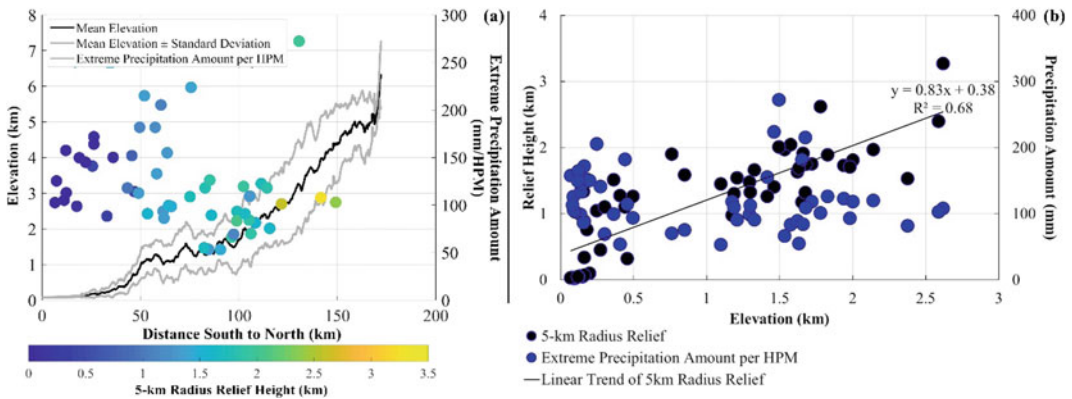 8
7
6
5
4
3
2
1
0
Elevation (km)
Mean Elevation
Mean Elevation ± Standard Deviation
Extreme Precipitation Amount per HPM
(a)
300
250
200
150
100
50
0
Extreme Precipitation Amount
(mm/HPM)
0 50 100 150 200
Distance South to North (km)
0 0.5 1 1.5 2 2.5 3 3.5
5-km Radius Relief Height (km)
4
3
2
1
0
Relief Height (km)
(b)
y = 0.83x + 0.38
R² = 0.68
400
300
200
100
0
Precipitation Amount (mm)
0 0.5 1 1.5 2 2.5 3
Elevation (km)
5-km Radius Relief
Extreme Precipitation Amount per HPM
Linear Trend of 5km Radius Relief